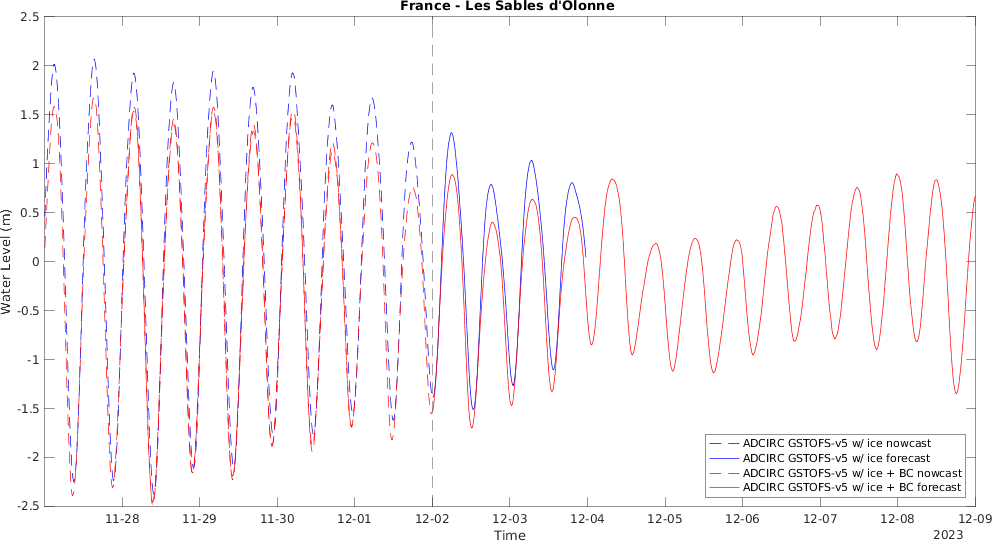 France - Les Sables d'Olonne
2.5
2
1.5
1
0.5
0
-0.5
-1
-1.5
-2
-2.5
Water Level (m)
ADCIRC GSTOFS-v5 w/ ice nowcast
ADCIRC GSTOFS-v5 w/ ice forecast
ADCIRC GSTOFS-v5 w/ ice + BC nowcast
ADCIRC GSTOFS-v5 w/ ice + BC forecast
11-28 11-29 11-30 12-01 12-02 12-03 12-04 12-05 12-06 12-07 12-08 12-09
Time
2023